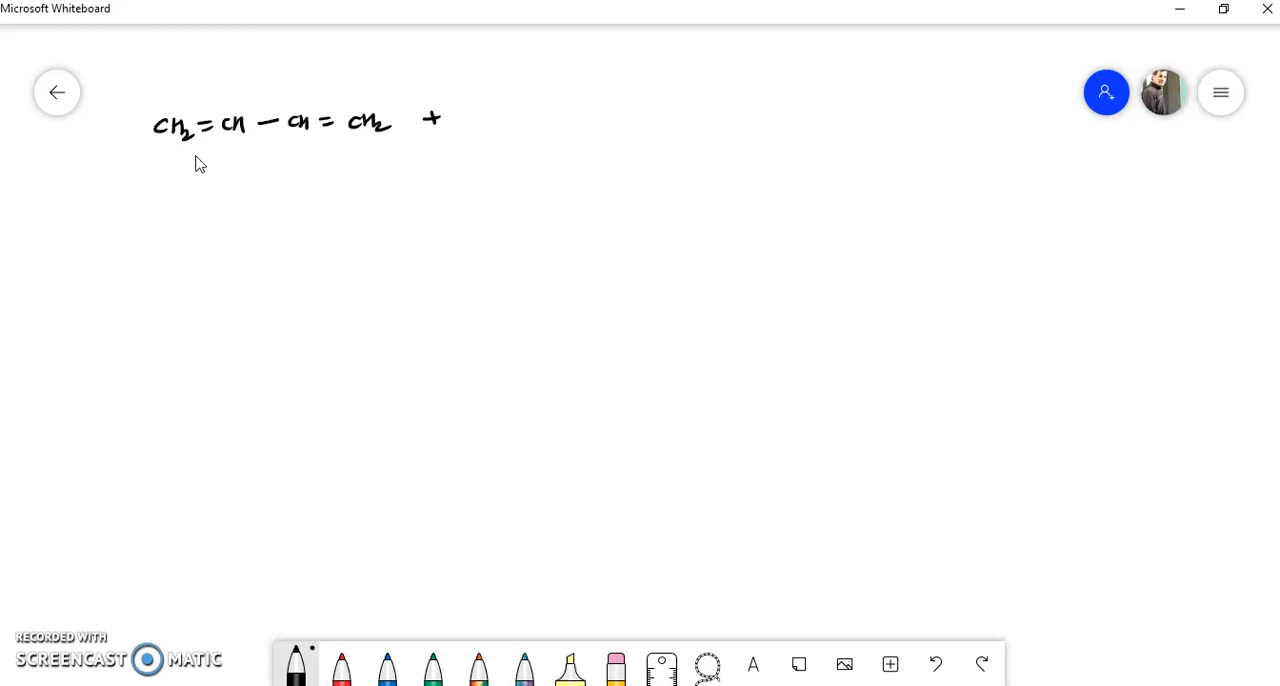 Microsoft Whiteboard
CH₂ = CH - CH = CH₂ +
A
RECORDED WITH
SCREENCAST MATIC